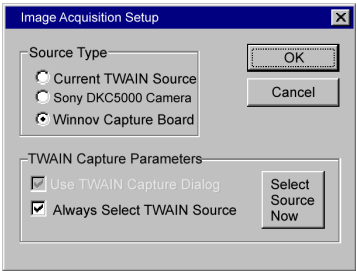 Image Acquisition Setup
Source Type
Current TWAIN Source
Sony DKC5000 Camera
Winnov Capture Board
OK
Cancel
TWAIN Capture Parameters
Use TWAIN Capture Dialog
Always Select TWAIN Source
Select
Source
Now